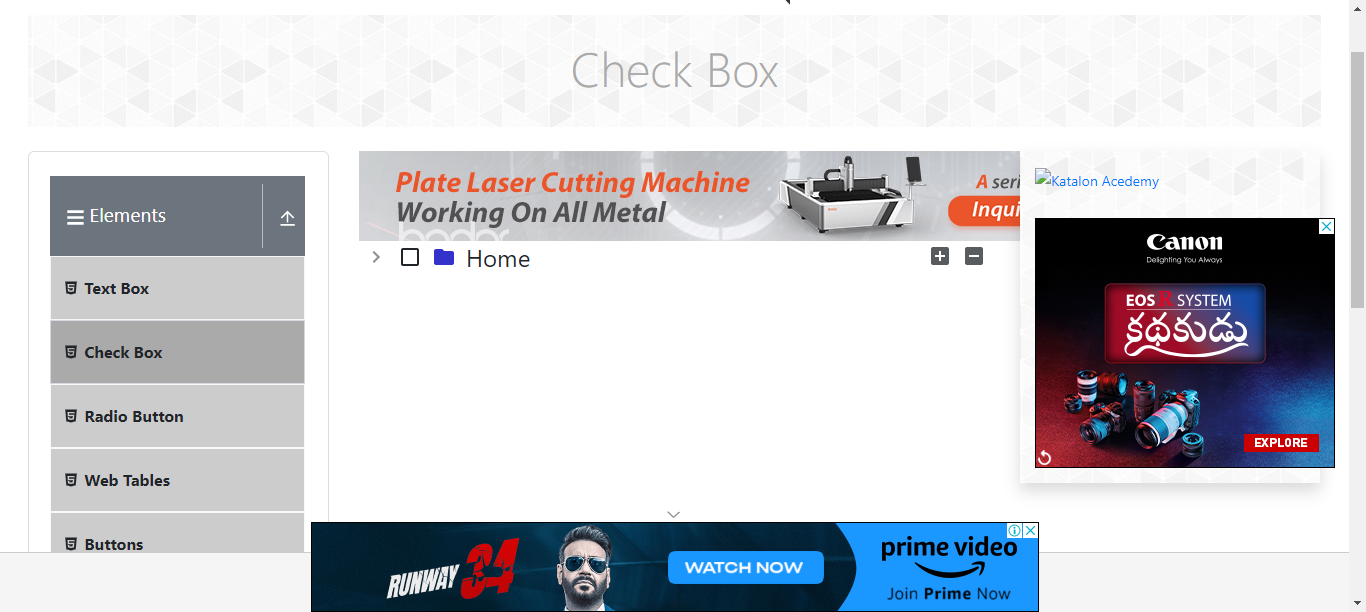 Check Box
Elements
Text Box
Check Box
Radio Button
Web Tables
Buttons
Plate Laser Cutting Machine
Working On All Metal
bodor
A seri
Inqui
Home
Katalon Acedemy
Canon
Delighting You Always
EOS R SYSTEM
కథకుడు
EXPLORE
RUNWAY 34
WATCH NOW
prime video
Join Prime Now